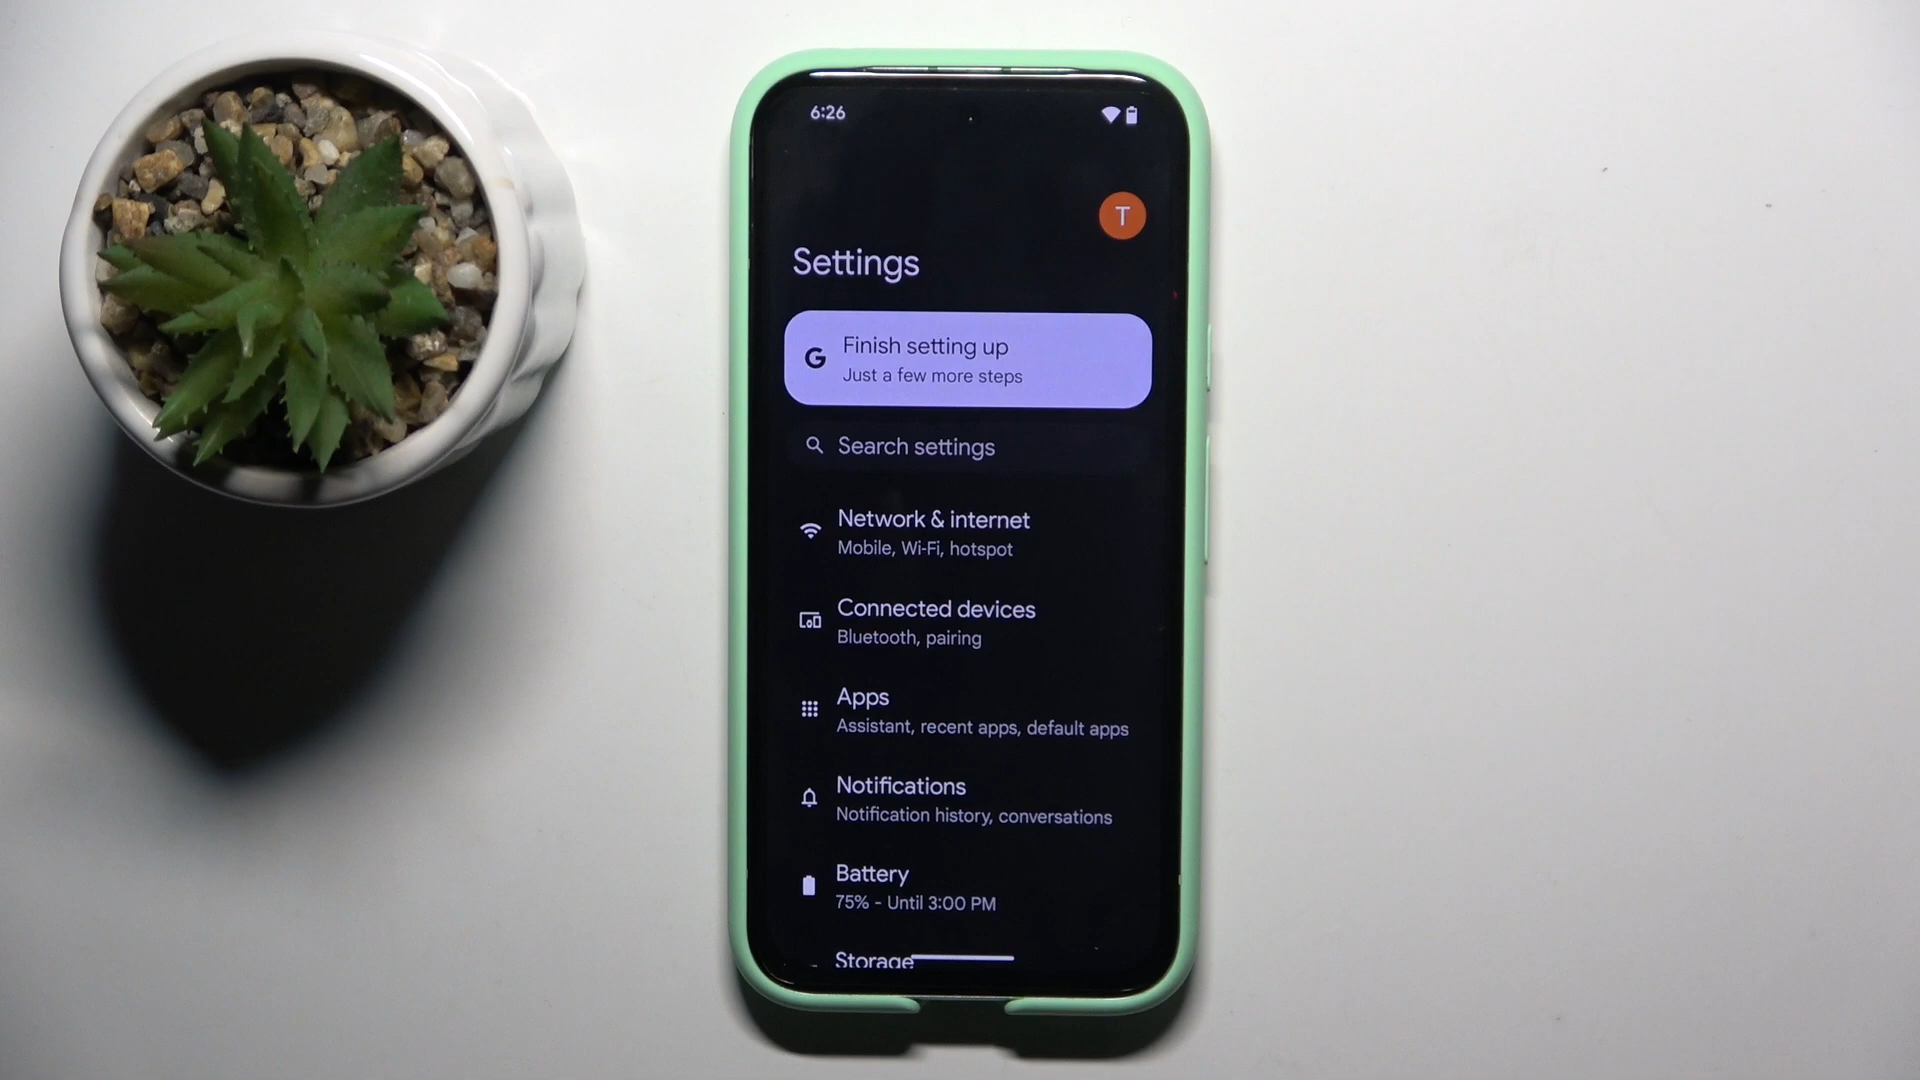 6:26
T
Settings
G
Finish setting up
Just a few more steps
Search settings
Network & internet
Mobile, Wi-Fi, hotspot
Connected devices
Bluetooth, pairing
Apps
Assistant, recent apps, default apps
Notifications
Notification history, conversations
Battery
75% - Until 3:00 PM
Storage